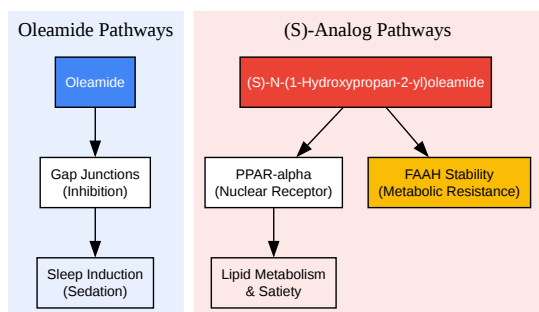 Oleamide Pathways
Oleamide
Gap Junctions
(Inhibition)
Sleep Induction
(Sedation)
(S)-Analog Pathways
(S)-N-(1-Hydroxypropan-2-yl)oleamide
PPAR-alpha
(Nuclear Receptor)
FAAH Stability
(Metabolic Resistance)
Lipid Metabolism
& Satiety